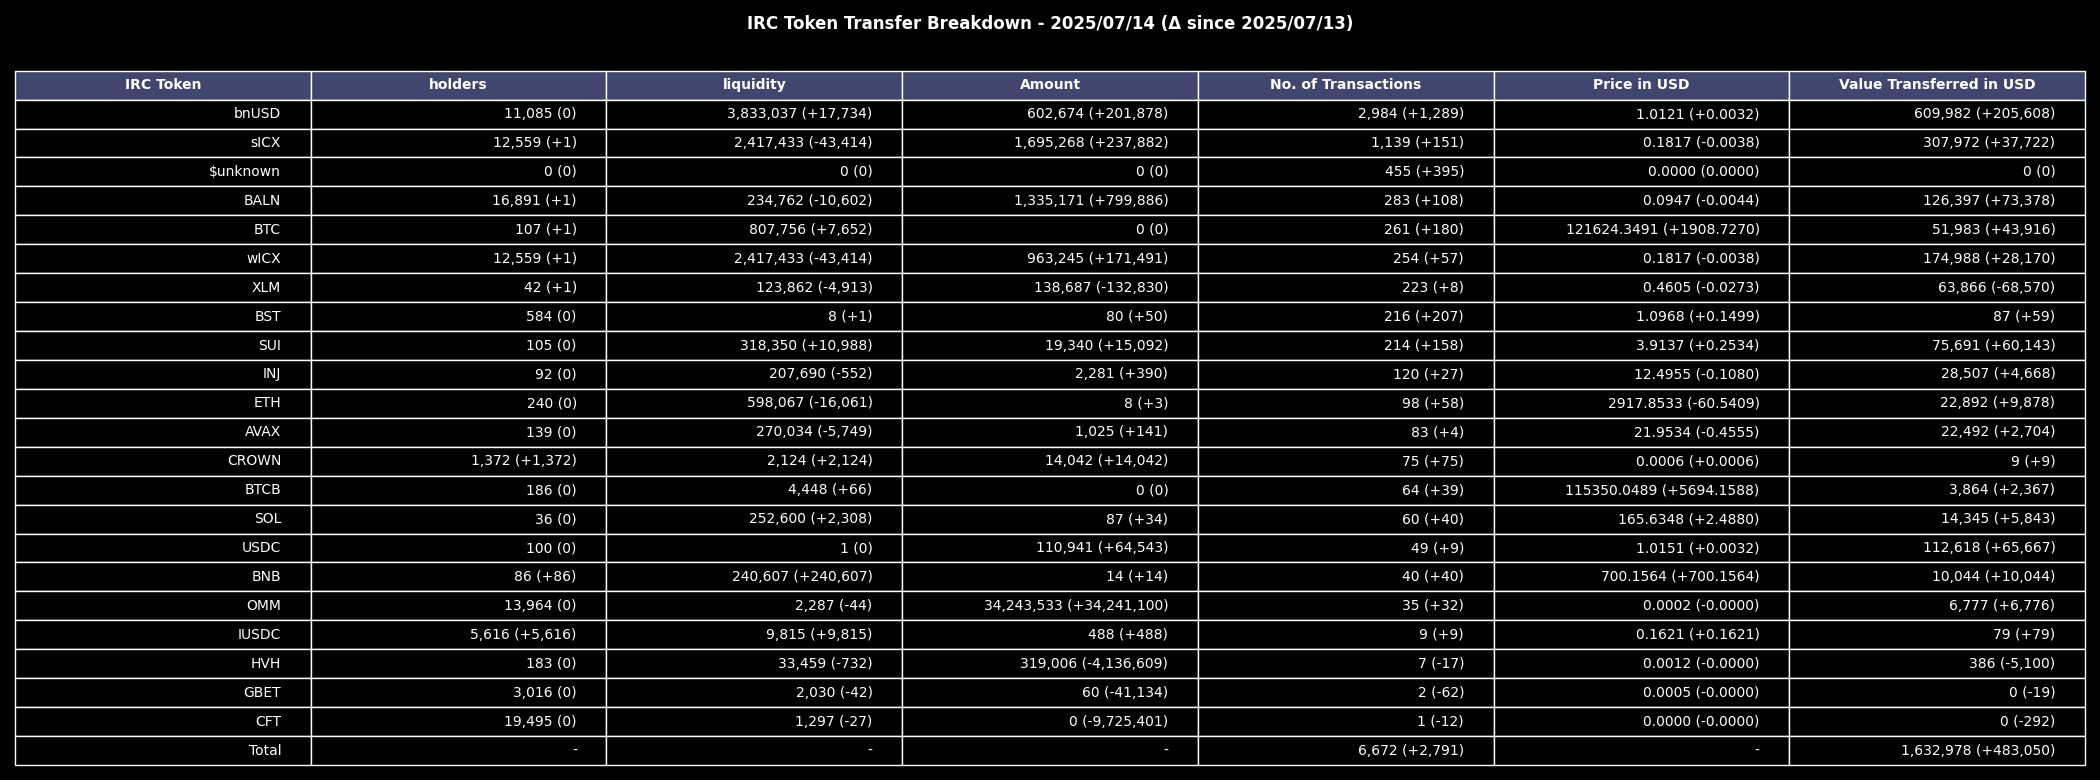 IRC Token Transfer Breakdown - 2025/07/14 (Δ since 2025/07/13)
IRC Token holders liquidity Amount No. of Transactions Price in USD Value Transferred in USD
bnUSD 11,085 (0) 3,833,037 (+17,734) 602,674 (+201,878) 2,984 (+1,289) 1.0121 (+0.0032) 609,982 (+205,608)
sICX 12,559 (+1) 2,417,433 (-43,414) 1,695,268 (+237,882) 1,139 (+151) 0.1817 (-0.0038) 307,972 (+37,722)
$unknown 0 (0) 0 (0) 0 (0) 455 (+395) 0.0000 (0.0000) 0 (0)
BALN 16,891 (+1) 234,762 (-10,602) 1,335,171 (+799,886) 283 (+108) 0.0947 (-0.0044) 126,397 (+73,378)
BTC 107 (+1) 807,756 (+7,652) 0 (0) 261 (+180) 121624.3491 (+1908.7270) 51,983 (+43,916)
wICX 12,559 (+1) 2,417,433 (-43,414) 963,245 (+171,491) 254 (+57) 0.1817 (-0.0038) 174,988 (+28,170)
XLM 42 (+1) 123,862 (-4,913) 138,687 (-132,830) 223 (+8) 0.4605 (-0.0273) 63,866 (-68,570)
BST 584 (0) 8 (+1) 80 (+50) 216 (+207) 1.0968 (+0.1499) 87 (+59)
SUI 105 (0) 318,350 (+10,988) 19,340 (+15,092) 214 (+158) 3.9137 (+0.2534) 75,691 (+60,143)
INJ 92 (0) 207,690 (-552) 2,281 (+390) 120 (+27) 12.4955 (-0.1080) 28,507 (+4,668)
ETH 240 (0) 598,067 (-16,061) 8 (+3) 98 (+58) 2917.8533 (-60.5409) 22,892 (+9,878)
AVAX 139 (0) 270,034 (-5,749) 1,025 (+141) 83 (+4) 21.9534 (-0.4555) 22,492 (+2,704)
CROWN 1,372 (+1,372) 2,124 (+2,124) 14,042 (+14,042) 75 (+75) 0.0006 (+0.0006) 9 (+9)
BTCB 186 (0) 4,448 (+66) 0 (0) 64 (+39) 115350.0489 (+5694.1588) 3,864 (+2,367)
SOL 36 (0) 252,600 (+2,308) 87 (+34) 60 (+40) 165.6348 (+2.4880) 14,345 (+5,843)
USDC 100 (0) 1 (0) 110,941 (+64,543) 49 (+9) 1.0151 (+0.0032) 112,618 (+65,667)
BNB 86 (+86) 240,607 (+240,607) 14 (+14) 40 (+40) 700.1564 (+700.1564) 10,044 (+10,044)
OMM 13,964 (0) 2,287 (-44) 34,243,533 (+34,241,100) 35 (+32) 0.0002 (-0.0000) 6,777 (+6,776)
IUSDC 5,616 (+5,616) 9,815 (+9,815) 488 (+488) 9 (+9) 0.1621 (+0.1621) 79 (+79)
HVH 183 (0) 33,459 (-732) 319,006 (-4,136,609) 7 (-17) 0.0012 (-0.0000) 386 (-5,100)
GBET 3,016 (0) 2,030 (-42) 60 (-41,134) 2 (-62) 0.0005 (-0.0000) 0 (-19)
CFT 19,495 (0) 1,297 (-27) 0 (-9,725,401) 1 (-12) 0.0000 (-0.0000) 0 (-292)
Total - - - 6,672 (+2,791) - 1,632,978 (+483,050)